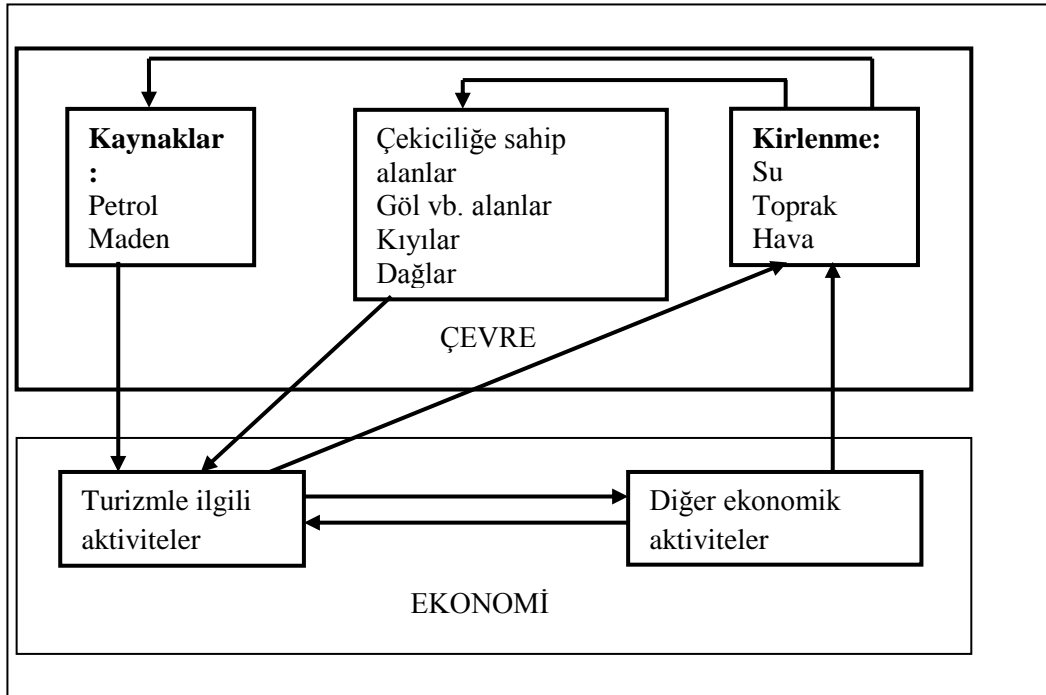 Kaynaklar
:
Petrol
Maden
Çekiciliğe sahip
alanlar
Göl vb. alanlar
Kıyılar
Dağlar
Kirlenme:
Su
Toprak
Hava
ÇEVRE
Turizmle ilgili
aktiviteler
Diğer ekonomik
aktiviteler
EKONOMİ